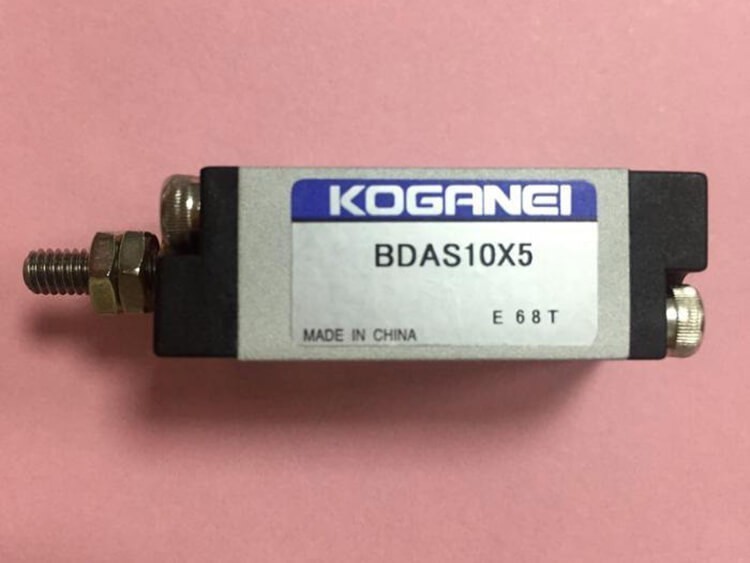 KOGANEI
BDAS10X5
E 68T
MADE IN CHINA